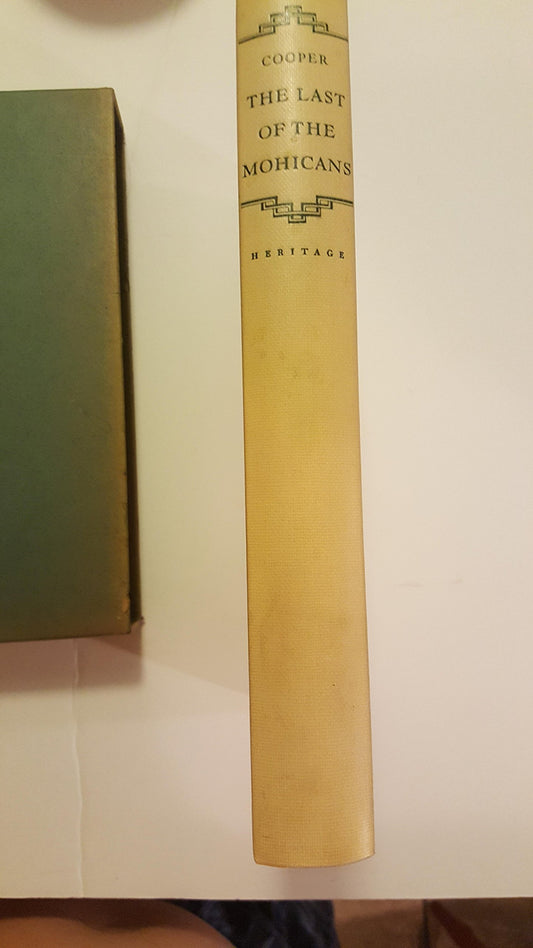 COOPER
THE LAST
OF THE
MOHICANS
HERITAGE